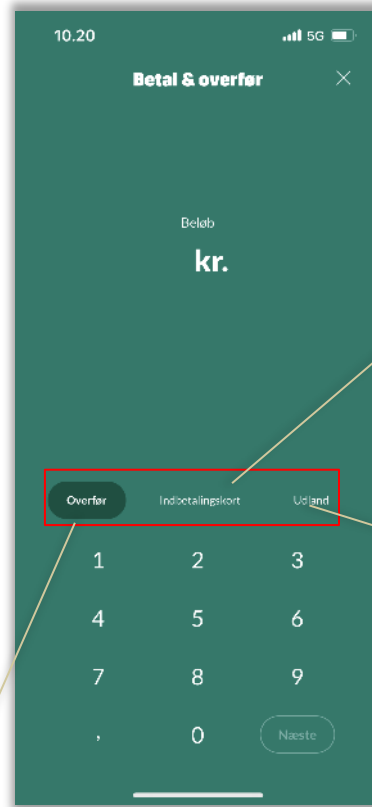 10.20 5G
Betal & overfør
Beløb
kr.
Overfør Indbetalingskort Udland
1 2 3
4 5 6
7 8 9
, 0 Næste